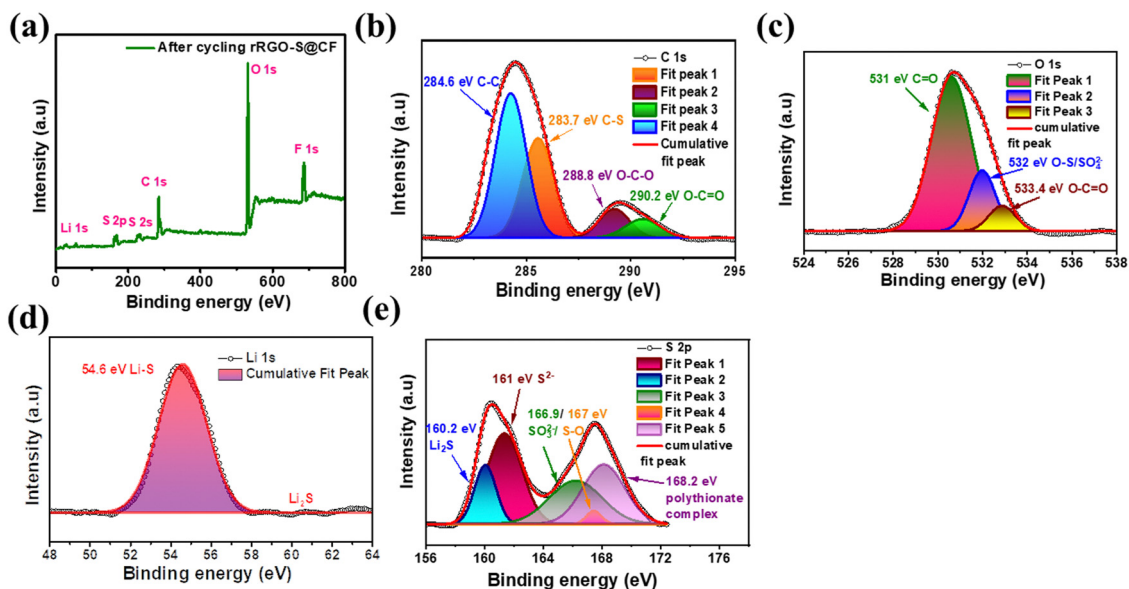 (a)
After cycling rRGO-S@CF
O 1s
F 1s
C 1s
S 2p
S 2s
Li 1s
Intensity (a.u)
0
200
400
600
800
Binding energy (eV)
(b)
C 1s
Fit peak 1
Fit peak 2
Fit peak 3
Fit peak 4
Cumulative
fit peak
284.6 eV C-C
283.7 eV C-S
288.8 eV O-C-O
290.2 eV O-C=O
Intensity (a.u)
280
285
290
295
Binding energy (eV)
(c)
O 1s
Fit Peak 1
Fit Peak 2
Fit Peak 3
cumulative
fit peak
531 eV C=O
532 eV O-S/SO₄²⁻
533.4 eV O-C=O
Intensity (a.u)
524 526 528 530 532 534 536 538
Binding energy (eV)
(d)
Li 1s
Cumulative Fit Peak
54.6 eV Li-S
Li₂S
Intensity (a.u)
48 50 52 54 56 58 60 62 64
Binding energy (eV)
(e)
S 2p
Fit Peak 1
Fit Peak 2
Fit Peak 3
Fit Peak 4
Fit Peak 5
cumulative
fit peak
161 eV S²⁻
160.2 eV
Li₂S
166.9/ 167 eV
SO₃²⁻/ S-O
168.2 eV
polythionate
complex
Intensity (a.u)
156 160 164 168 172 176
Binding energy (eV)